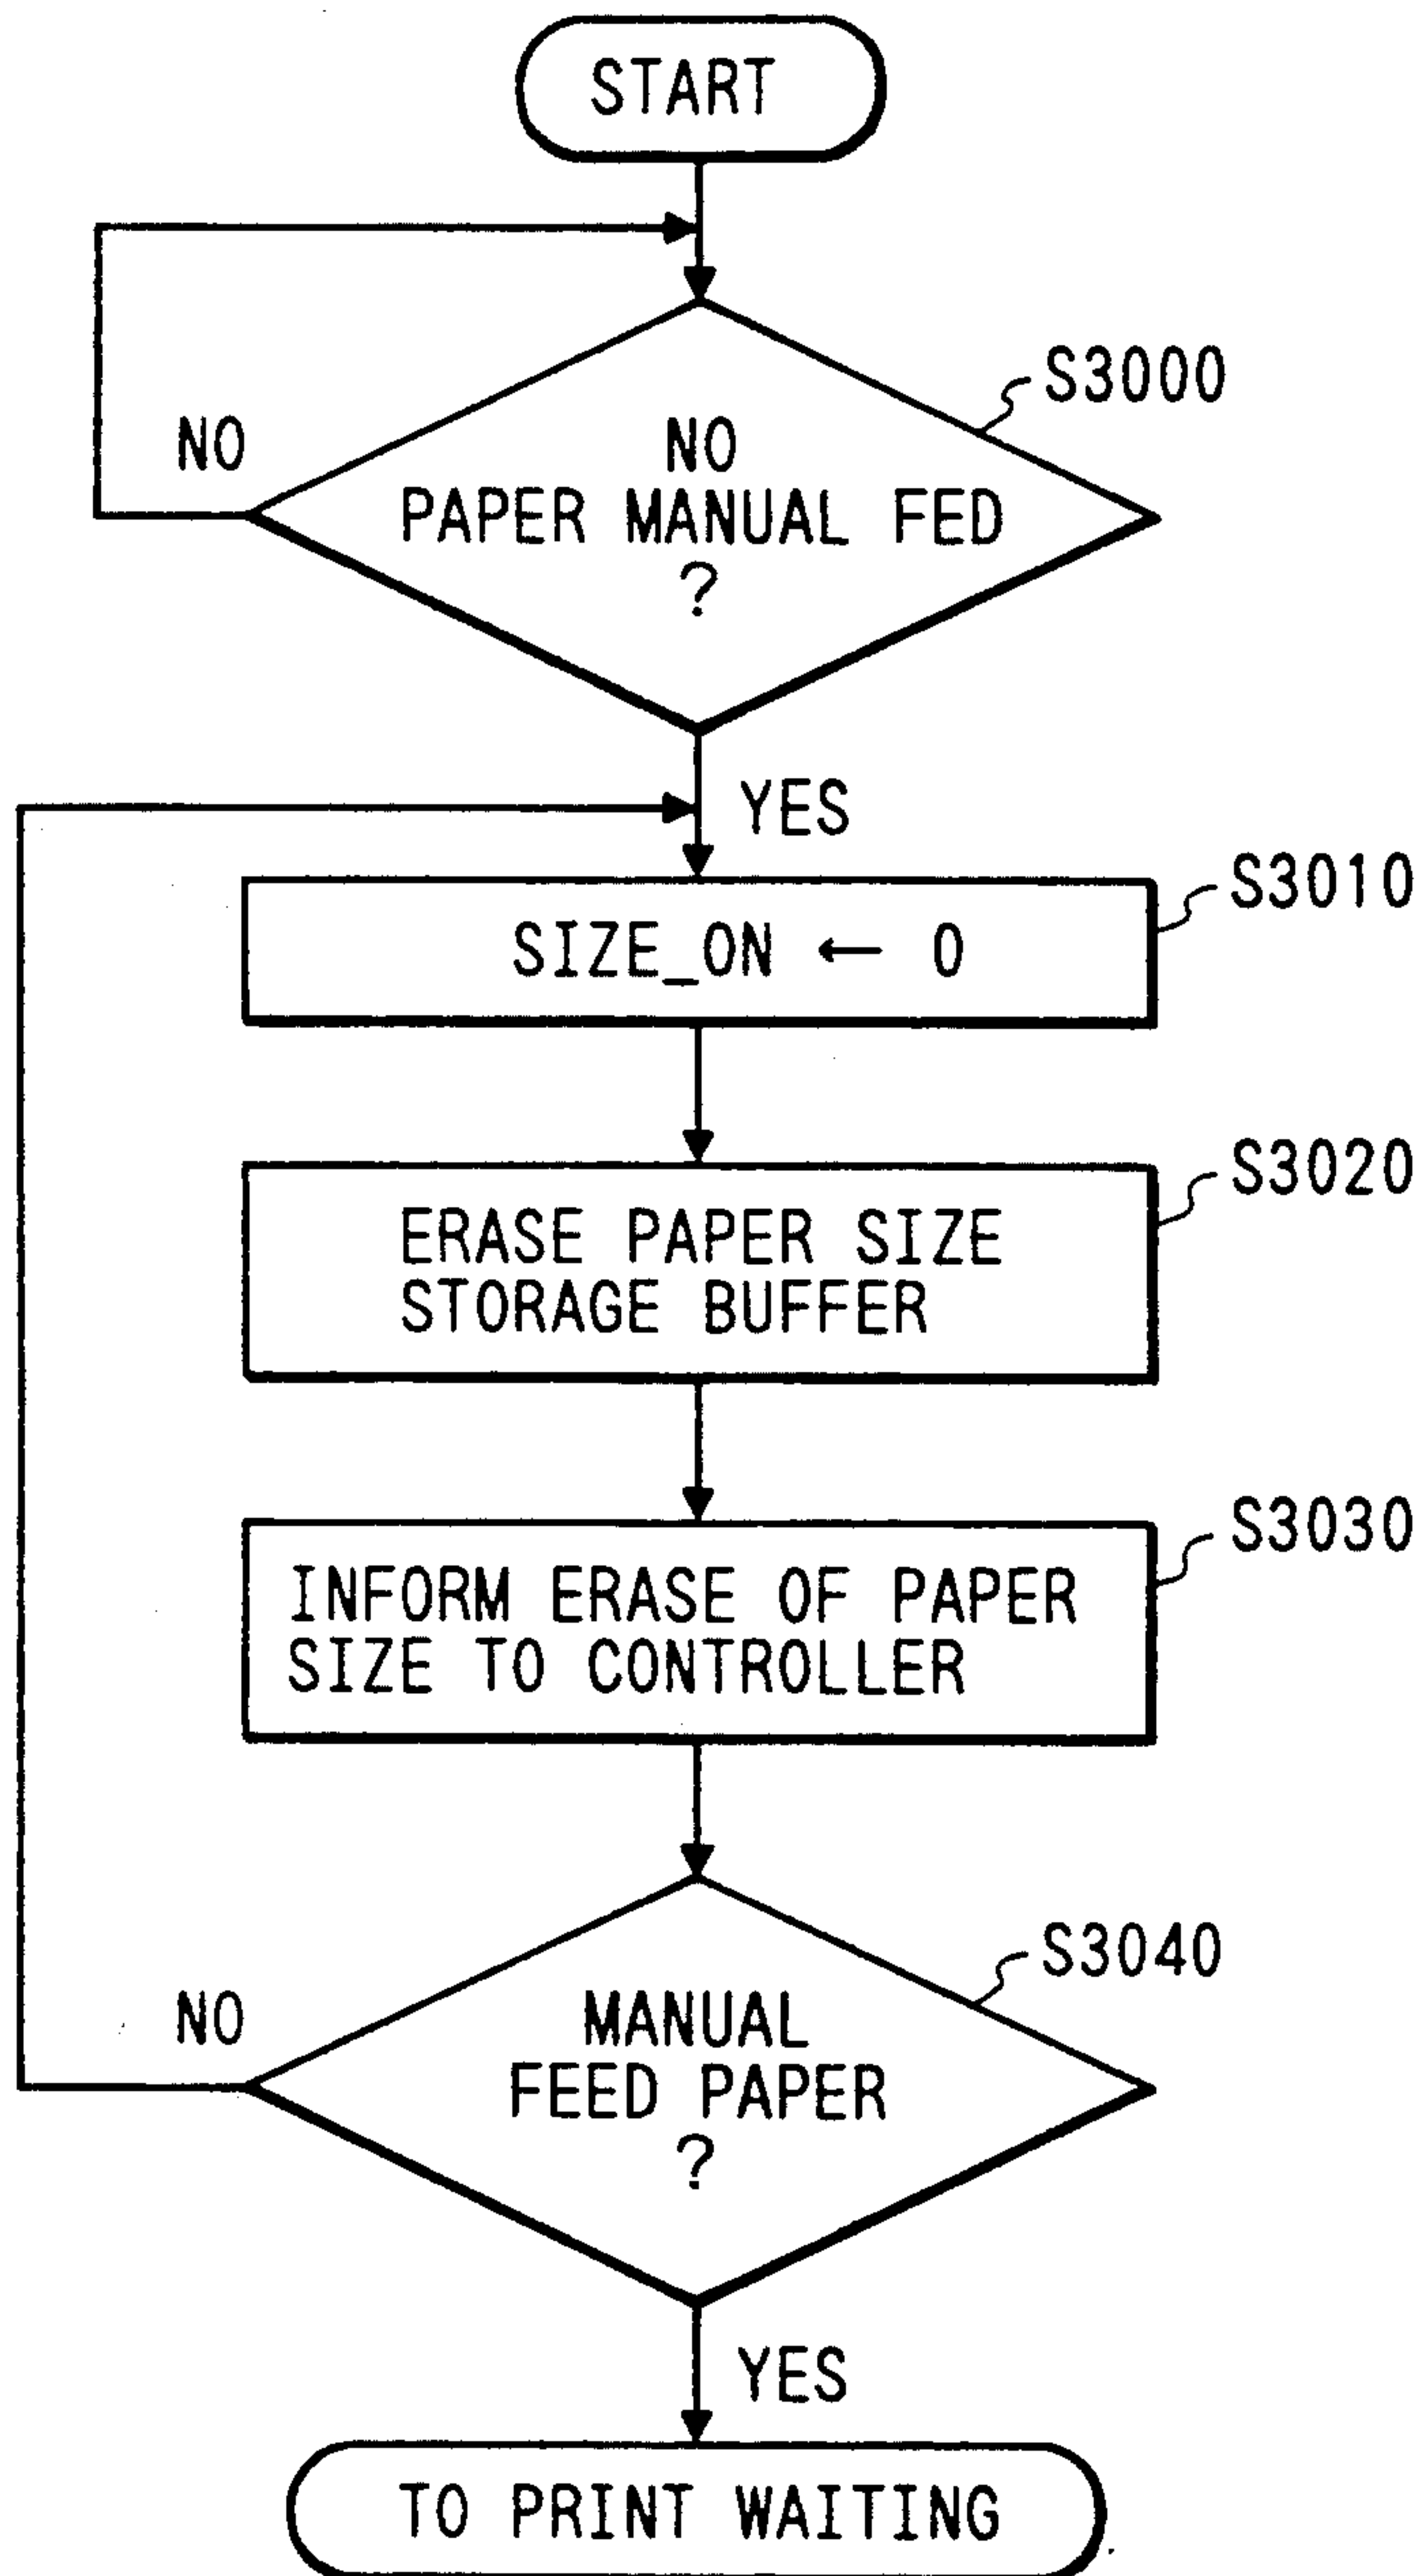 START
S3000
NO
NO
PAPER MANUAL FED
?
YES
S3010
SIZE_ON ← 0
S3020
ERASE PAPER SIZE
STORAGE BUFFER
S3030
INFORM ERASE OF PAPER
SIZE TO CONTROLLER
S3040
NO
MANUAL
FEED PAPER
?
YES
TO PRINT WAITING